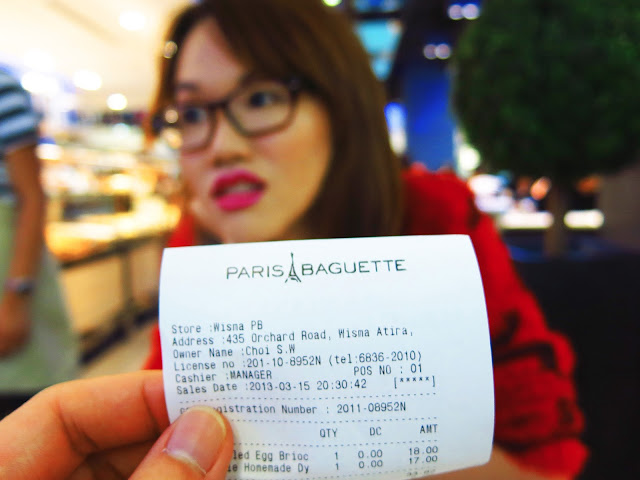 PARIS BAGUETTE
Store :Wisma PB
Address :435 Orchard Road, Wisma Atira,
Owner Name :Choi S.W
License no :201-10-8952N (tel:6836-2010)
Cashier :MANAGER POS NO : 01
Sales Date :2013-03-15 20:30:42 [*****]
Registration Number : 2011-08952N
QTY DC AMT
Egg Brioc 1 0.00 18.00
Homemade Dy 1 0.00 17.00